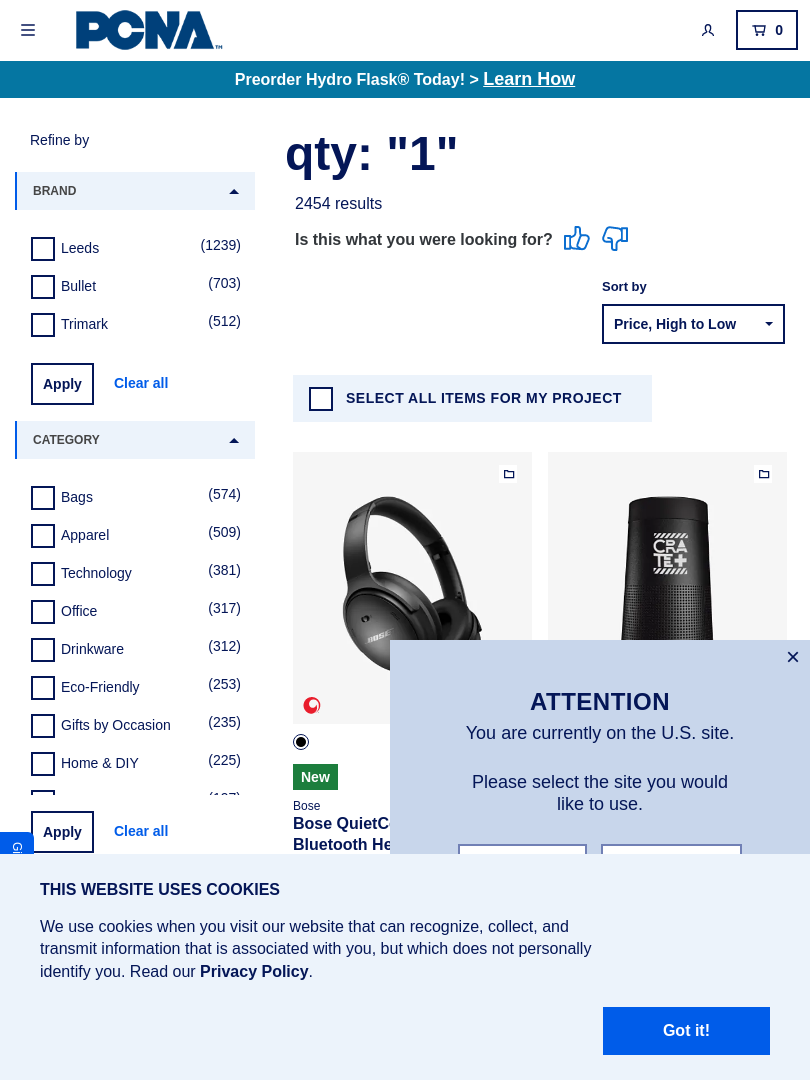 PCNA™
0
Preorder Hydro Flask® Today! > Learn How
Refine by
BRAND
Leeds (1239)
Bullet (703)
Trimark (512)
Apply Clear all
CATEGORY
Bags (574)
Apparel (509)
Technology (381)
Office (317)
Drinkware (312)
Eco-Friendly (253)
Gifts by Occasion (235)
Home & DIY (225)
Apply Clear all
qty: "1"
2454 results
Is this what you were looking for?
Sort by
Price, High to Low
SELECT ALL ITEMS FOR MY PROJECT
BOSE
CRATE+
New
Bose
Bose QuietC
Bluetooth He
ATTENTION
You are currently on the U.S. site.
Please select the site you would
like to use.
THIS WEBSITE USES COOKIES
We use cookies when you visit our website that can recognize, collect, and
transmit information that is associated with you, but which does not personally
identify you. Read our Privacy Policy.
Got it!